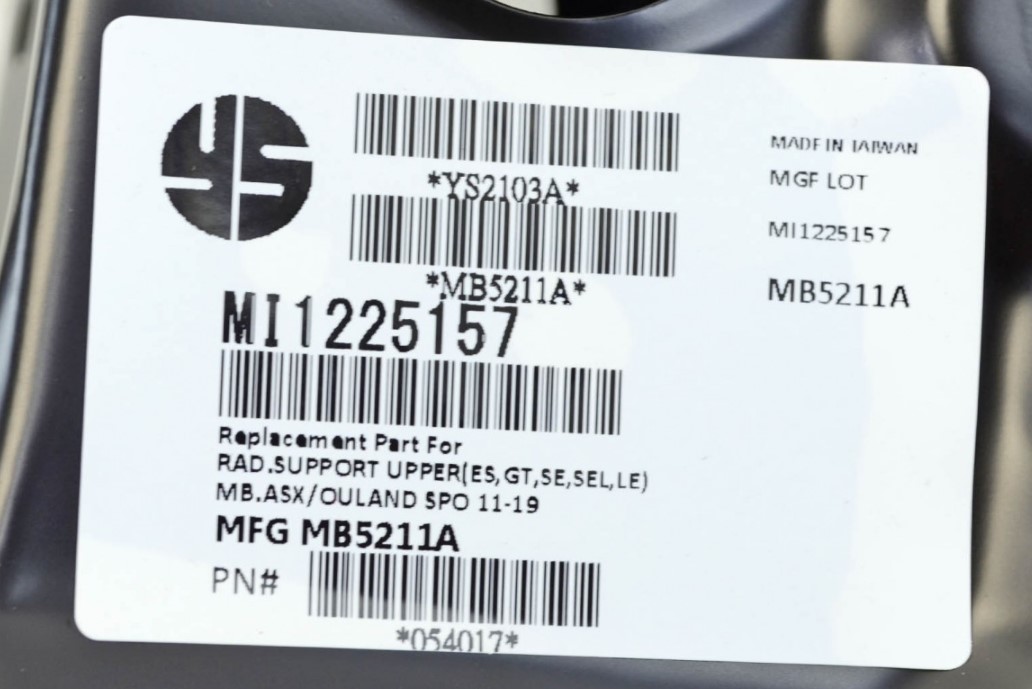 YS
*YS2103A*
*MB5211A*
MI1225157
Replacement Part For
RAD.SUPPORT UPPER(ES,GT,SE,SEL,LE)
MB.ASX/OULAND SPO 11-19
MFG MB5211A
PN#
*054017*
MADE IN TAIWAN
MGF LOT
MI1225157
MB5211A